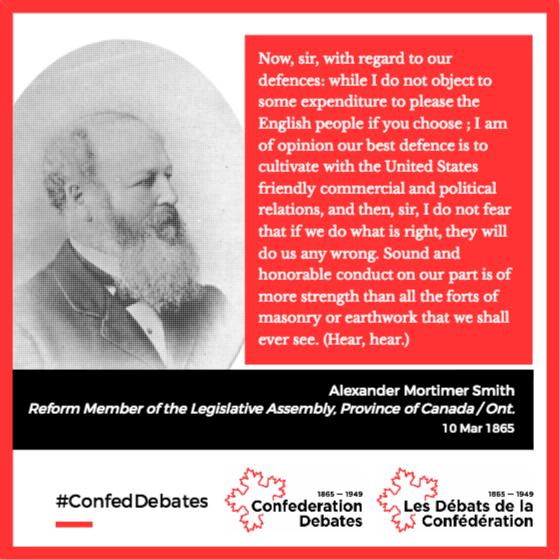 Now, sir, with regard to our
defences: while I do not object to
some expenditure to please the
English people if you choose ; I am
of opinion our best defence is to
cultivate with the United States
friendly commercial and political
relations, and then, sir, I do not fear
that if we do what is right, they will
do us any wrong. Sound and
honorable conduct on our part is of
more strength than all the forts of
masonry or earthwork that we shall
ever see. (Hear, hear.)
Alexander Mortimer Smith
Reform Member of the Legislative Assembly, Province of Canada / Ont.
10 Mar 1865
#ConfedDebates
1865 — 1949
Confederation
Debates
1865 — 1949
Les Débats de la
Confédération